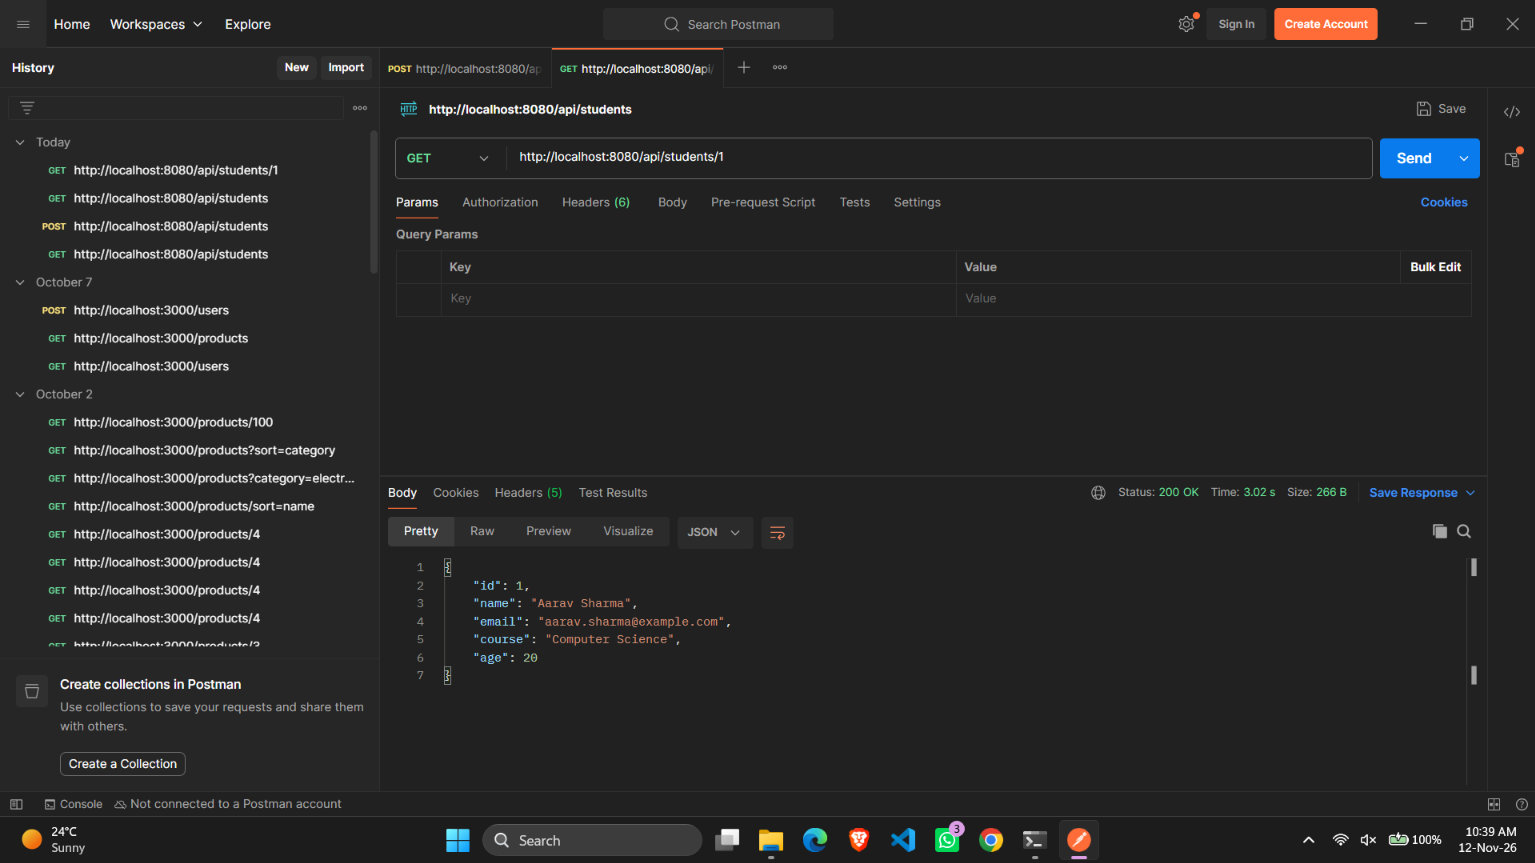 Home
Workspaces
Explore
Search Postman
Sign In
Create Account
History
New
Import
POST http://localhost:8080/ap
GET http://localhost:8080/api/
http://localhost:8080/api/students
Save
GET
http://localhost:8080/api/students/1
Send
Params
Authorization
Headers (6)
Body
Pre-request Script
Tests
Settings
Cookies
Query Params
Key
Value
Bulk Edit
Key
Value
Today
GET http://localhost:8080/api/students/1
GET http://localhost:8080/api/students
POST http://localhost:8080/api/students
GET http://localhost:8080/api/students
October 7
POST http://localhost:3000/users
GET http://localhost:3000/products
GET http://localhost:3000/users
October 2
GET http://localhost:3000/products/100
GET http://localhost:3000/products?sort=category
GET http://localhost:3000/products?category=electr...
GET http://localhost:3000/products/sort=name
GET http://localhost:3000/products/4
GET http://localhost:3000/products/4
GET http://localhost:3000/products/4
GET http://localhost:3000/products/4
Create collections in Postman
Use collections to save your requests and share them
with others.
Create a Collection
Body
Cookies
Headers (5)
Test Results
Status: 200 OK
Time: 3.02 s
Size: 266 B
Save Response
Pretty
Raw
Preview
Visualize
JSON
1 {
2 "id": 1,
3 "name": "Aarav Sharma",
4 "email": "aarav.sharma@example.com",
5 "course": "Computer Science",
6 "age": 20
7 }
Console
Not connected to a Postman account
24°C
Sunny
Search
3
100%
10:39 AM
12-Nov-26